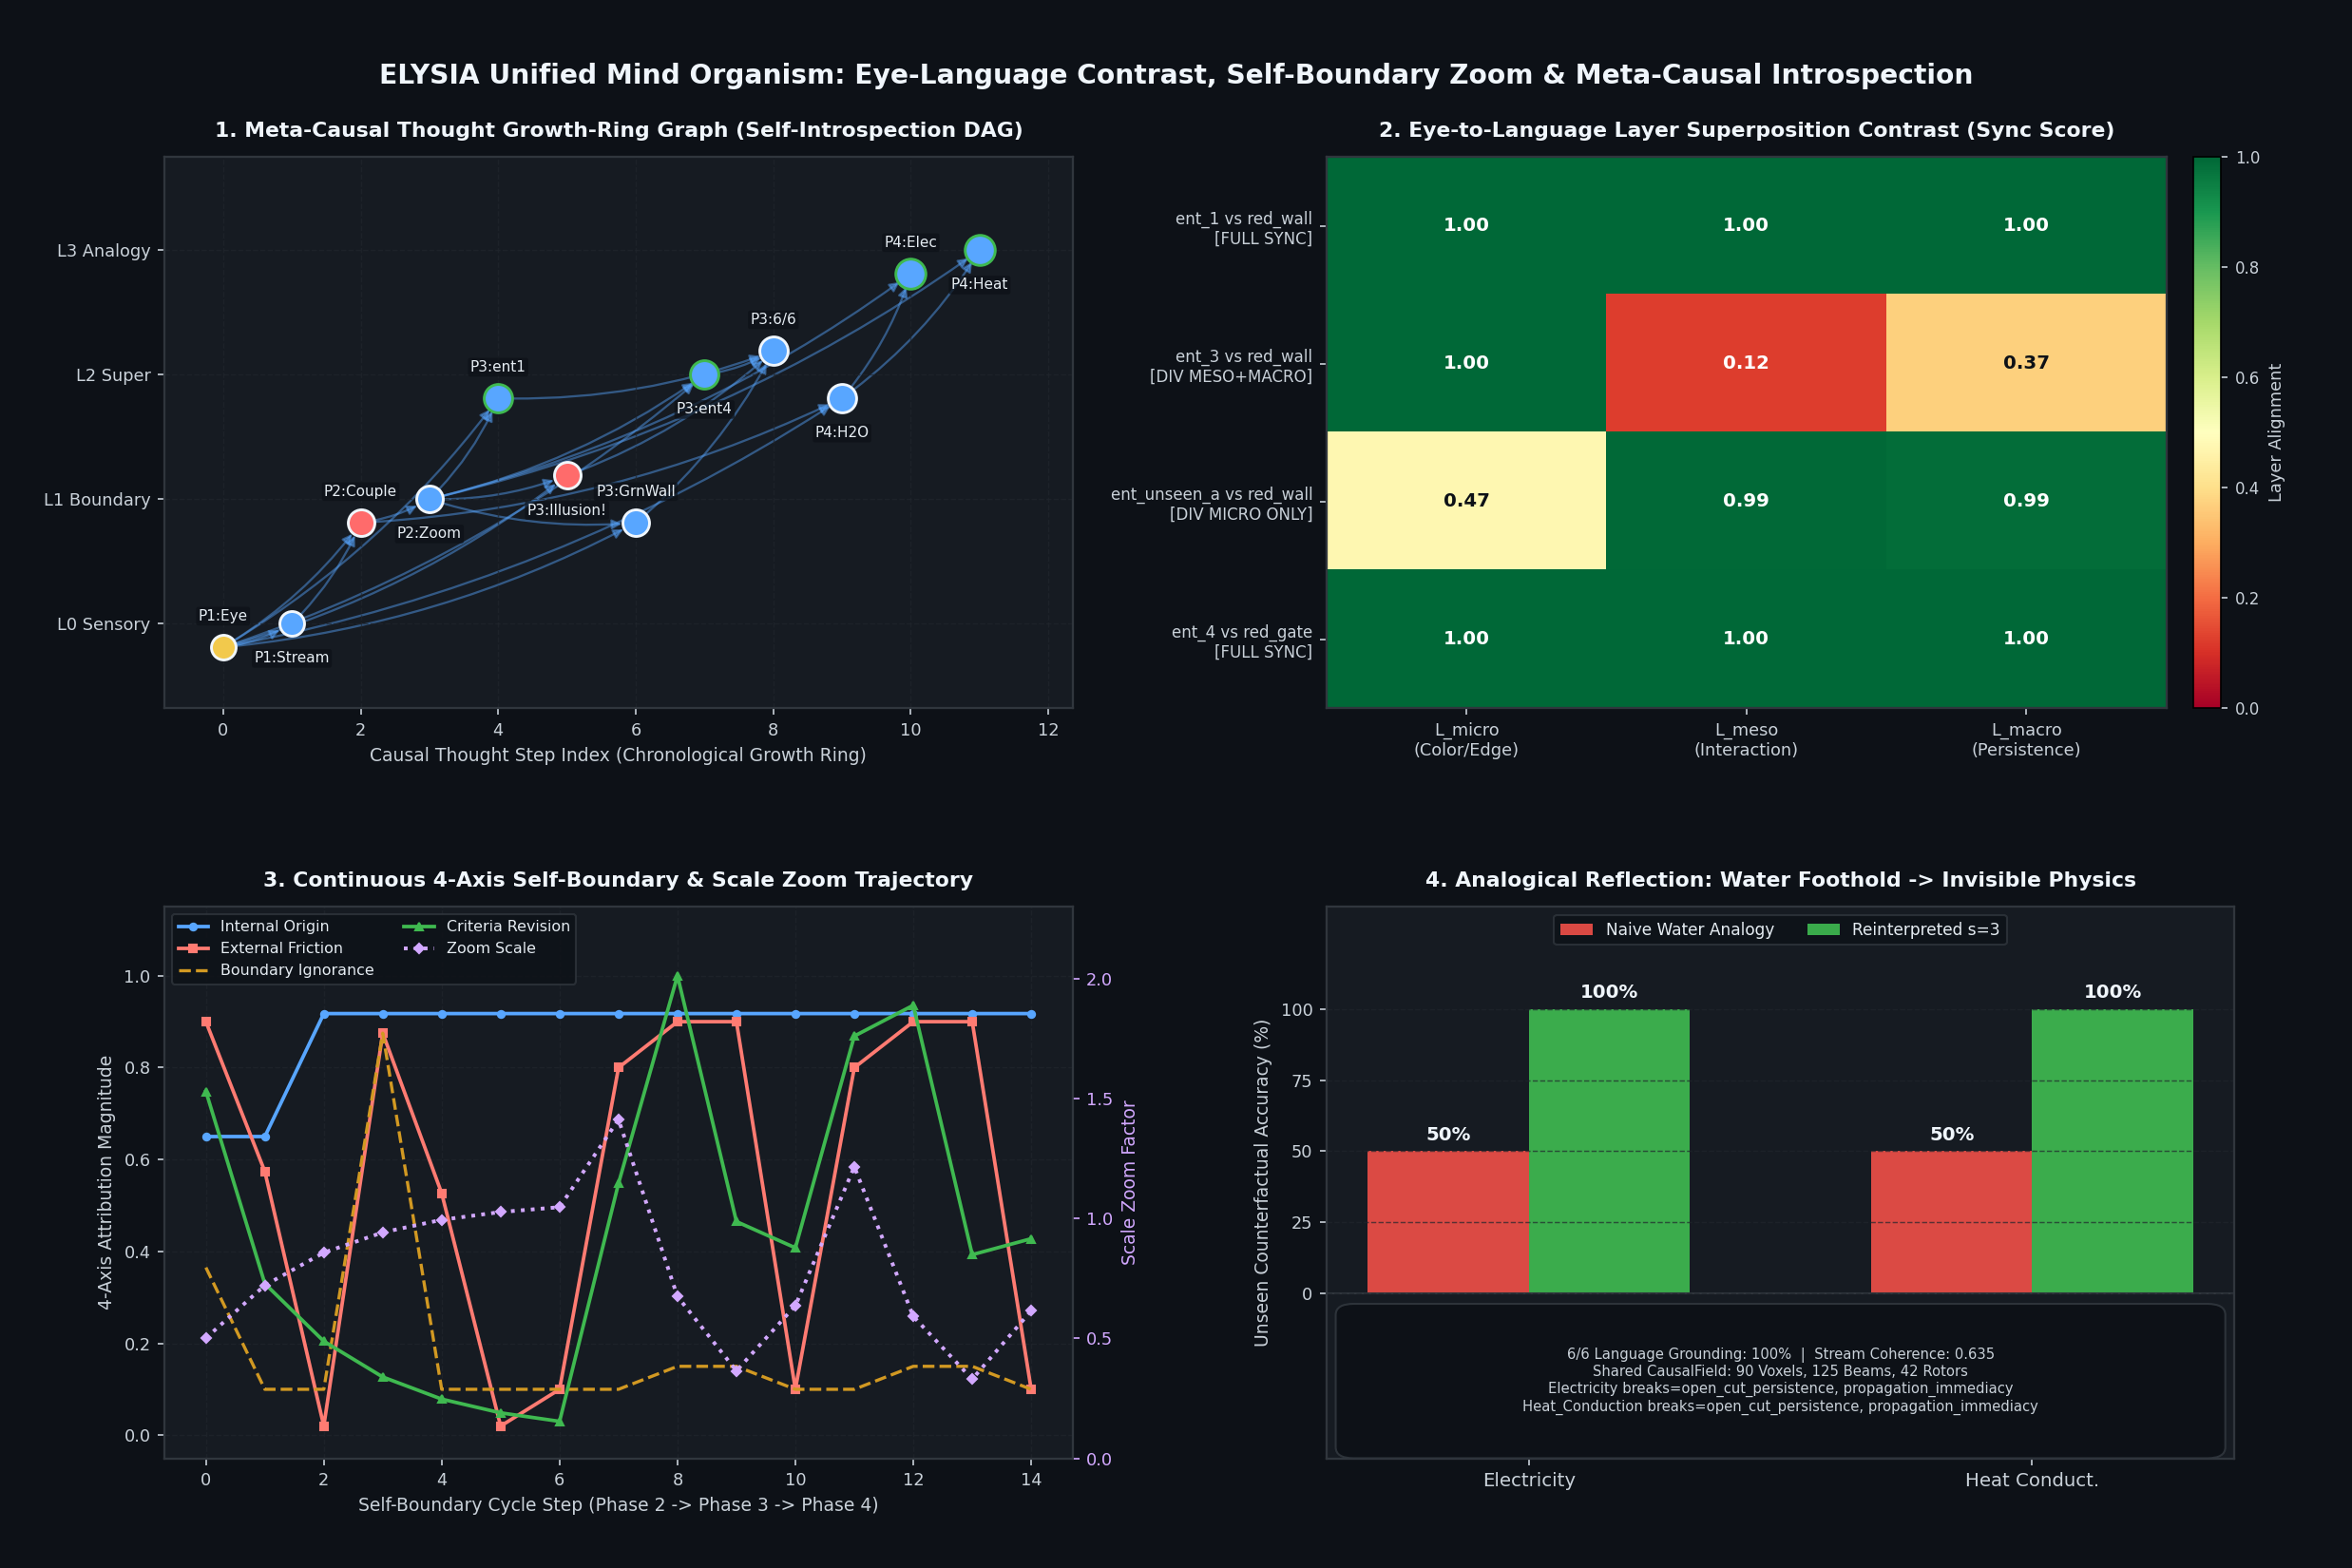 ELYSIA Unified Mind Organism: Eye-Language Contrast, Self-Boundary Zoom & Meta-Causal Introspection
1. Meta-Causal Thought Growth-Ring Graph (Self-Introspection DAG)
L3 Analogy
L2 Super
L1 Boundary
L0 Sensory
P4:Elec
P4:Heat
P3:6/6
P3:ent1
P3:ent4
P4:H2O
P2:Couple
P3:GrnWall
P3:Illusion!
P2:Zoom
P1:Eye
P1:Stream
0 2 4 6 8 10 12
Causal Thought Step Index (Chronological Growth Ring)
2. Eye-to-Language Layer Superposition Contrast (Sync Score)
ent_1 vs red_wall
[FULL SYNC]
1.00 1.00 1.00
ent_3 vs red_wall
[DIV MESO+MACRO]
1.00 0.12 0.37
ent_unseen_a vs red_wall
[DIV MICRO ONLY]
0.47 0.99 0.99
ent_4 vs red_gate
[FULL SYNC]
1.00 1.00 1.00
L_micro
(Color/Edge)
L_meso
(Interaction)
L_macro
(Persistence)
1.0
0.8
0.6
0.4
0.2
0.0
Layer Alignment
3. Continuous 4-Axis Self-Boundary & Scale Zoom Trajectory
Internal Origin
External Friction
Boundary Ignorance
Criteria Revision
Zoom Scale
4-Axis Attribution Magnitude
1.0
0.8
0.6
0.4
0.2
0.0
2.0
1.5
1.0
0.5
0.0
Scale Zoom Factor
0 2 4 6 8 10 12 14
Self-Boundary Cycle Step (Phase 2 -> Phase 3 -> Phase 4)
4. Analogical Reflection: Water Foothold -> Invisible Physics
Naive Water Analogy
Reinterpreted s=3
Unseen Counterfactual Accuracy (%)
100
75
50
25
0
50%
100%
50%
100%
6/6 Language Grounding: 100% | Stream Coherence: 0.635
Shared CausalField: 90 Voxels, 125 Beams, 42 Rotors
Electricity breaks=open_cut_persistence, propagation_immediacy
Heat_Conduction breaks=open_cut_persistence, propagation_immediacy
Electricity
Heat Conduct.